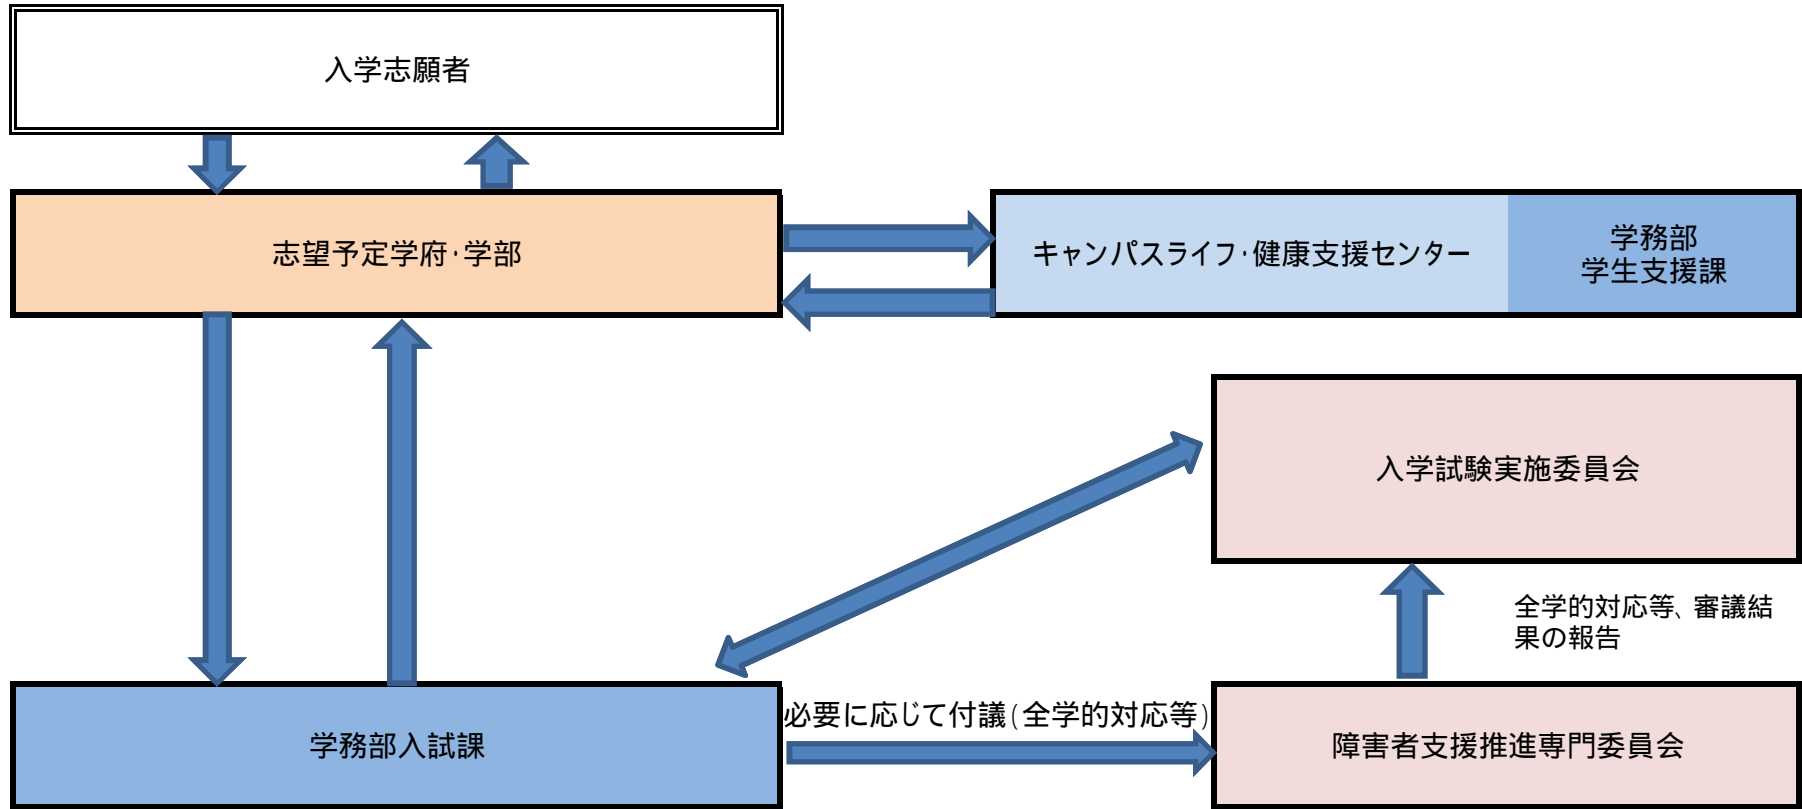 入学志願者
志望予定学府・学部
キャンパスライフ・健康支援センター
学務部
学生支援課
入学試験実施委員会
全学的対応等、審議結
果の報告
必要に応じて付議(全学的対応等)
学務部入試課
障害者支援推進専門委員会